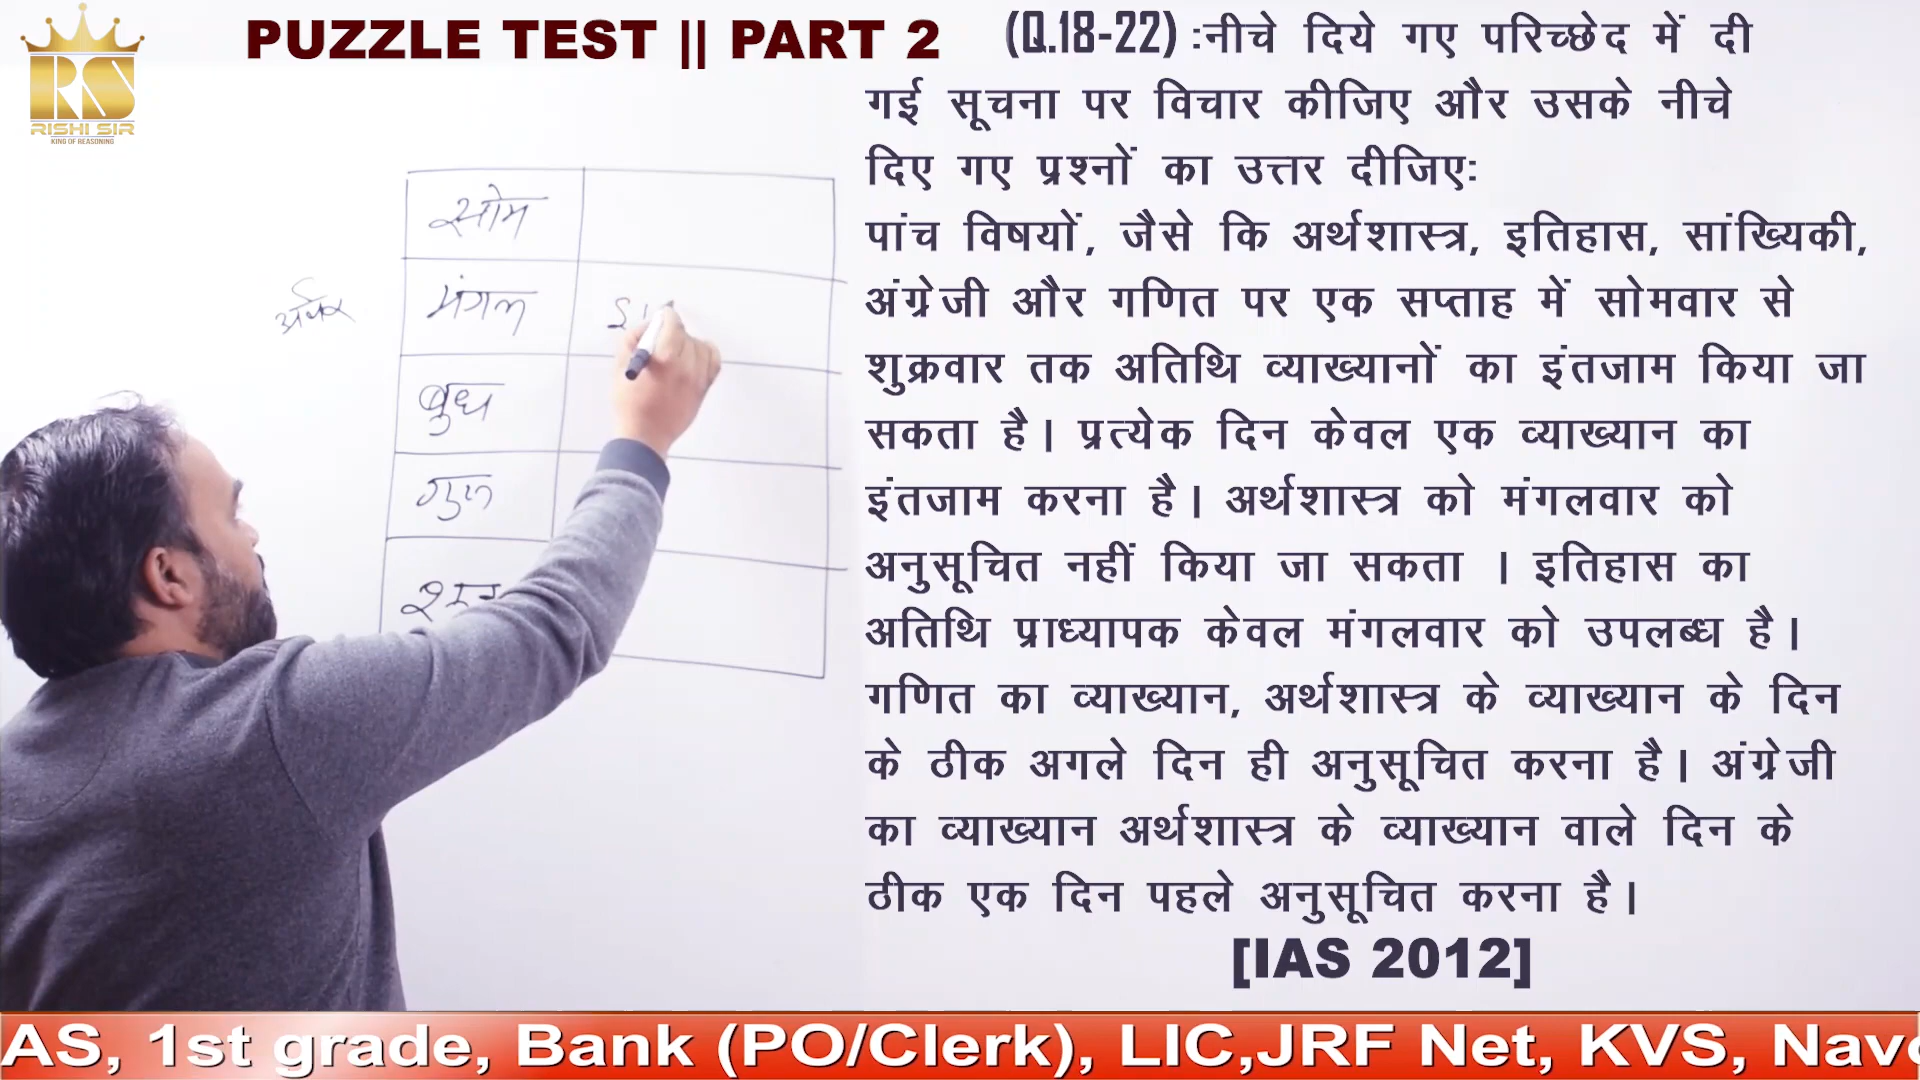 RS
RISHI SIR
KING OF REASONING
PUZZLE TEST || PART 2
(Q.18-22) :नीचे दिये गए परिच्छेद में दी
गई सूचना पर विचार कीजिए और उसके नीचे
दिए गए प्रश्नों का उत्तर दीजिए:
पांच विषयों, जैसे कि अर्थशास्त्र, इतिहास, सांख्यिकी,
अंग्रेजी और गणित पर एक सप्ताह में सोमवार से
शुक्रवार तक अतिथि व्याख्यानों का इंतजाम किया जा
सकता है। प्रत्येक दिन केवल एक व्याख्यान का
इंतजाम करना है। अर्थशास्त्र को मंगलवार को
अनुसूचित नहीं किया जा सकता । इतिहास का
अतिथि प्राध्यापक केवल मंगलवार को उपलब्ध है।
गणित का व्याख्यान, अर्थशास्त्र के व्याख्यान के दिन
के ठीक अगले दिन ही अनुसूचित करना है। अंग्रेजी
का व्याख्यान अर्थशास्त्र के व्याख्यान वाले दिन के
ठीक एक दिन पहले अनुसूचित करना है।
[IAS 2012]
सोम
मंगल
बुध
गुरु
AS, 1st grade, Bank (PO/Clerk), LIC,JRF Net, KVS, Navo